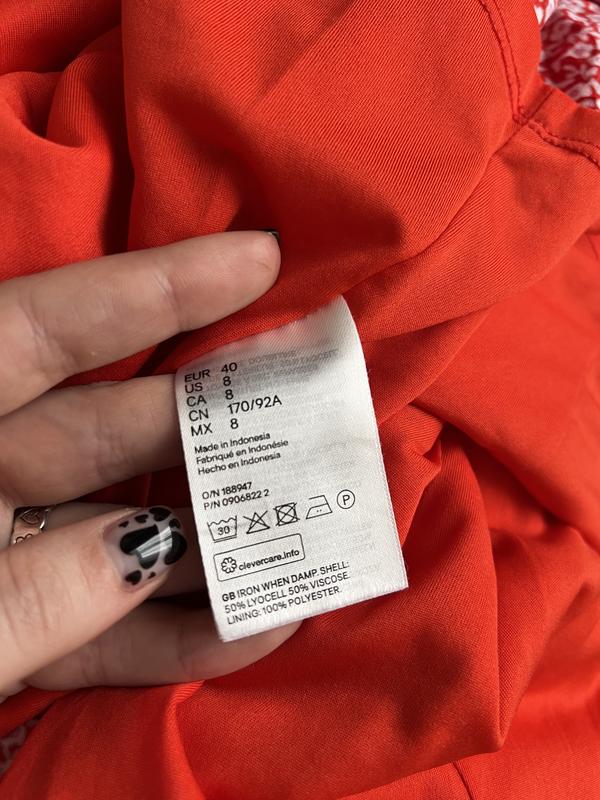 EUR 40
US 8
CA 8
CN 170/92A
MX 8
Made in Indonesia
Fabriqué en Indonésie
Hecho en Indonesia
O/N 188947
P/N 0906822 2
30 P
clevercare.info
GB IRON WHEN DAMP. SHELL:
50% LYOCELL 50% VISCOSE.
LINING: 100% POLYESTER.